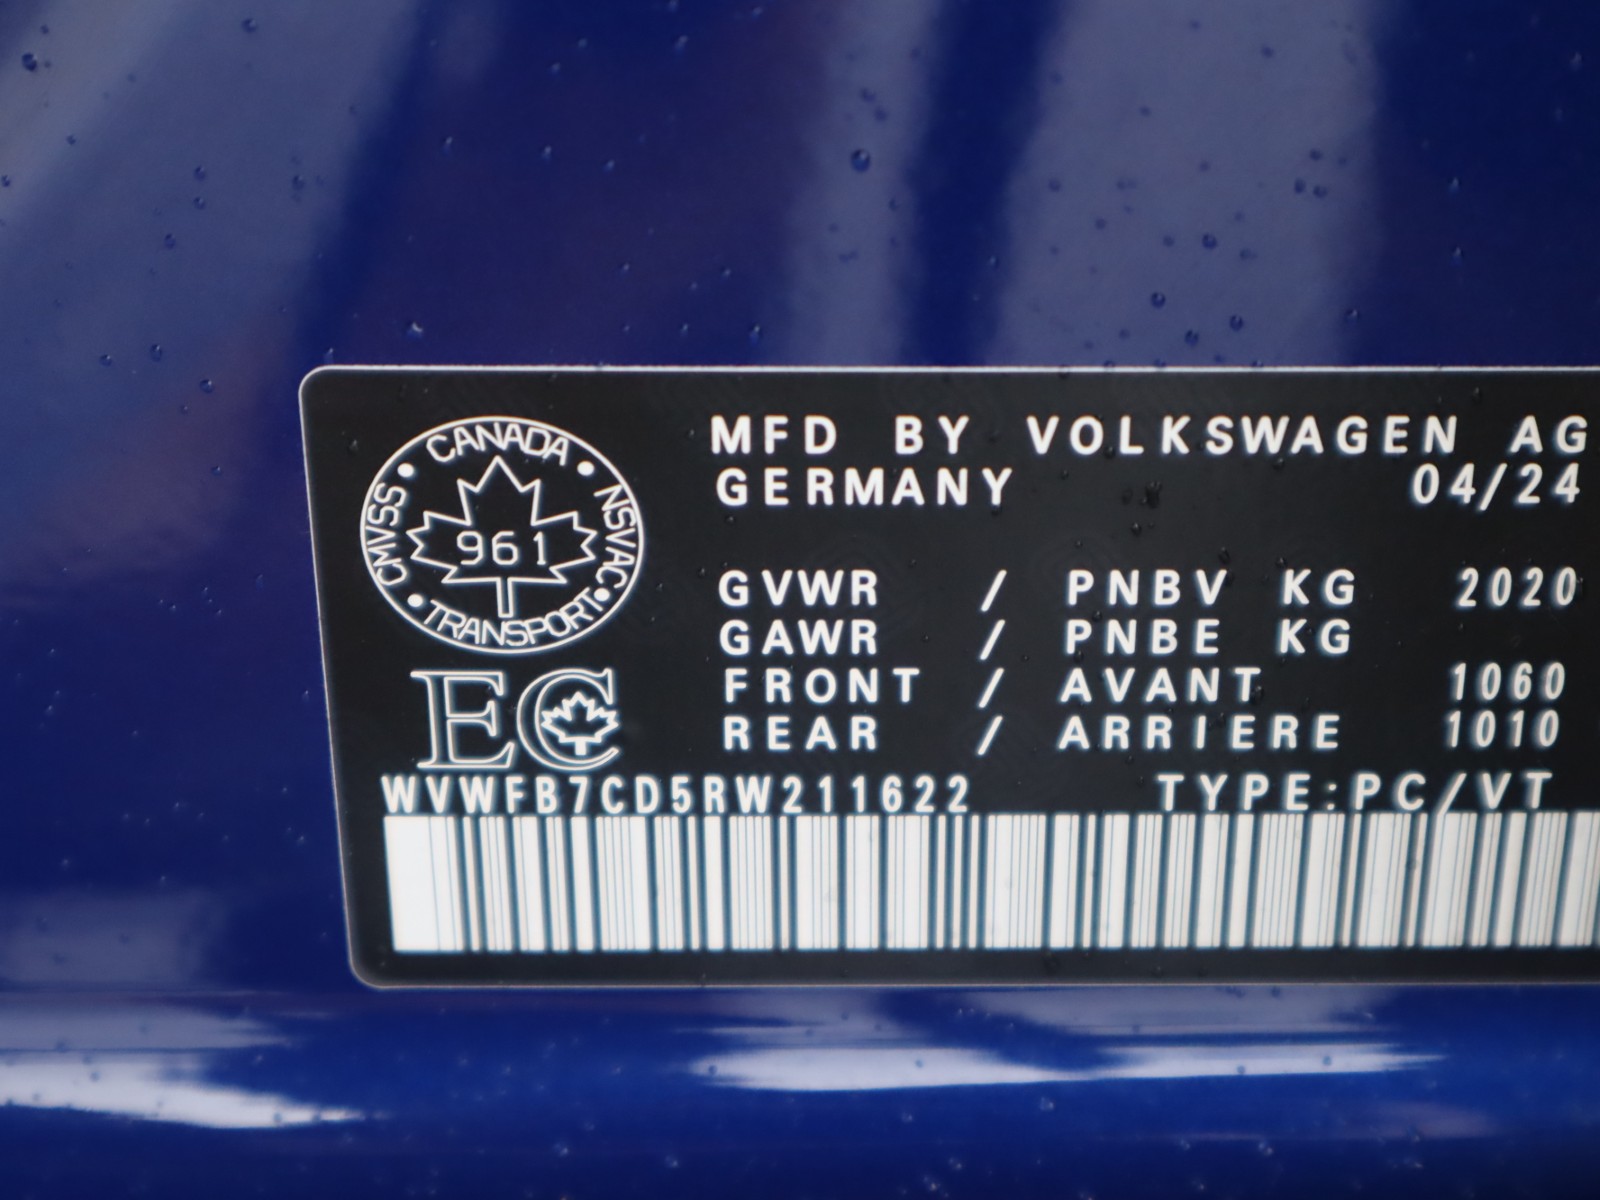 CANADA
CMVSS
NSVAC
961
TRANSPORT
EC
MFD BY VOLKSWAGEN AG
GERMANY 04/24
GVWR / PNBV KG 2020
GAWR / PNBE KG
FRONT / AVANT 1060
REAR / ARRIERE 1010
WVWFB7CD5RW211622 TYPE:PC/VT